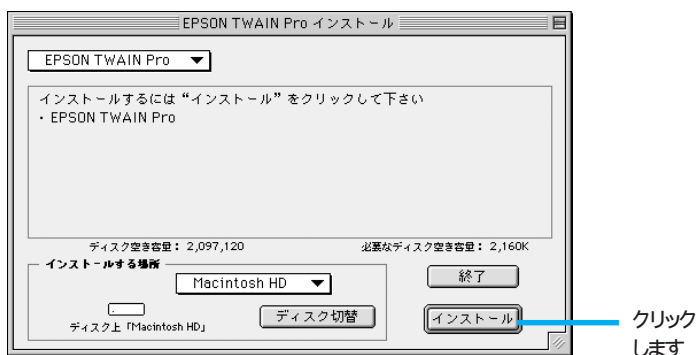 EPSON TWAIN Pro インストール
EPSON TWAIN Pro
インストールするには“インストール”をクリックして下さい
・EPSON TWAIN Pro
ディスク空き容量： 2,097,120
必要なディスク空き容量： 2,160K
インストールする場所
Macintosh HD
終了
ディスク上「Macintosh HD」
ディスク切替
インストール
クリック
します